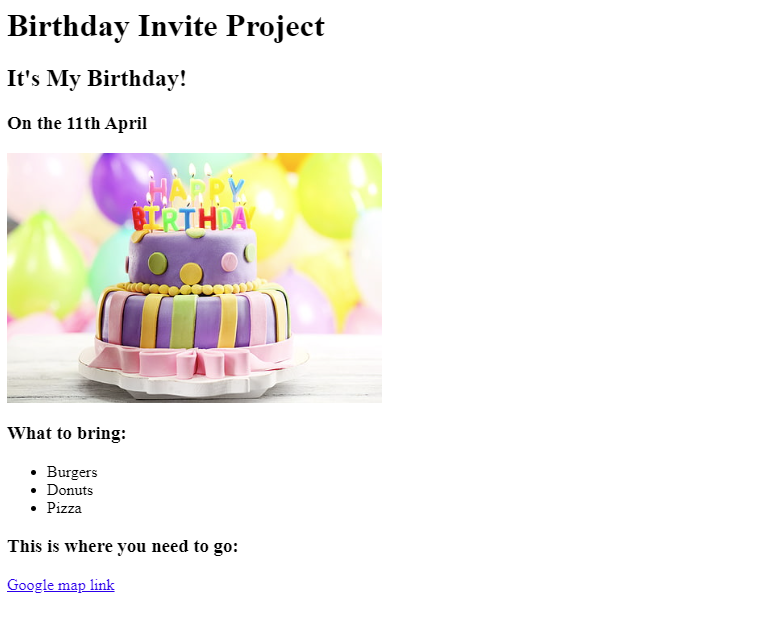 Birthday Invite Project
It's My Birthday!
On the 11th April
HAPPY
BIRTHDAY
What to bring:
Burgers
Donuts
Pizza
This is where you need to go:
Google map link